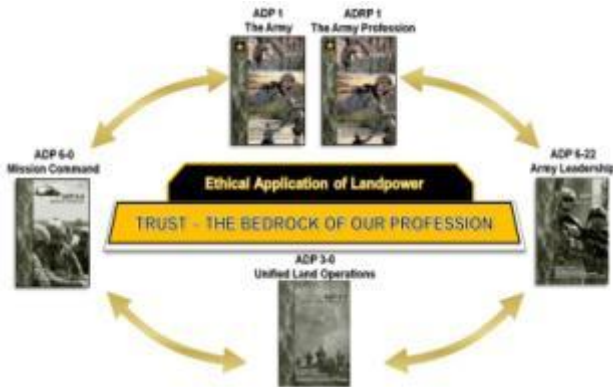 ADP 1
The Army
ADRP 1
The Army Profession
ADP 6-0
Mission Command
ADP 6-22
Army Leadership
Ethical Application of Landpower
TRUST – THE BEDROCK OF OUR PROFESSION
ADP 3-0
Unified Land Operations